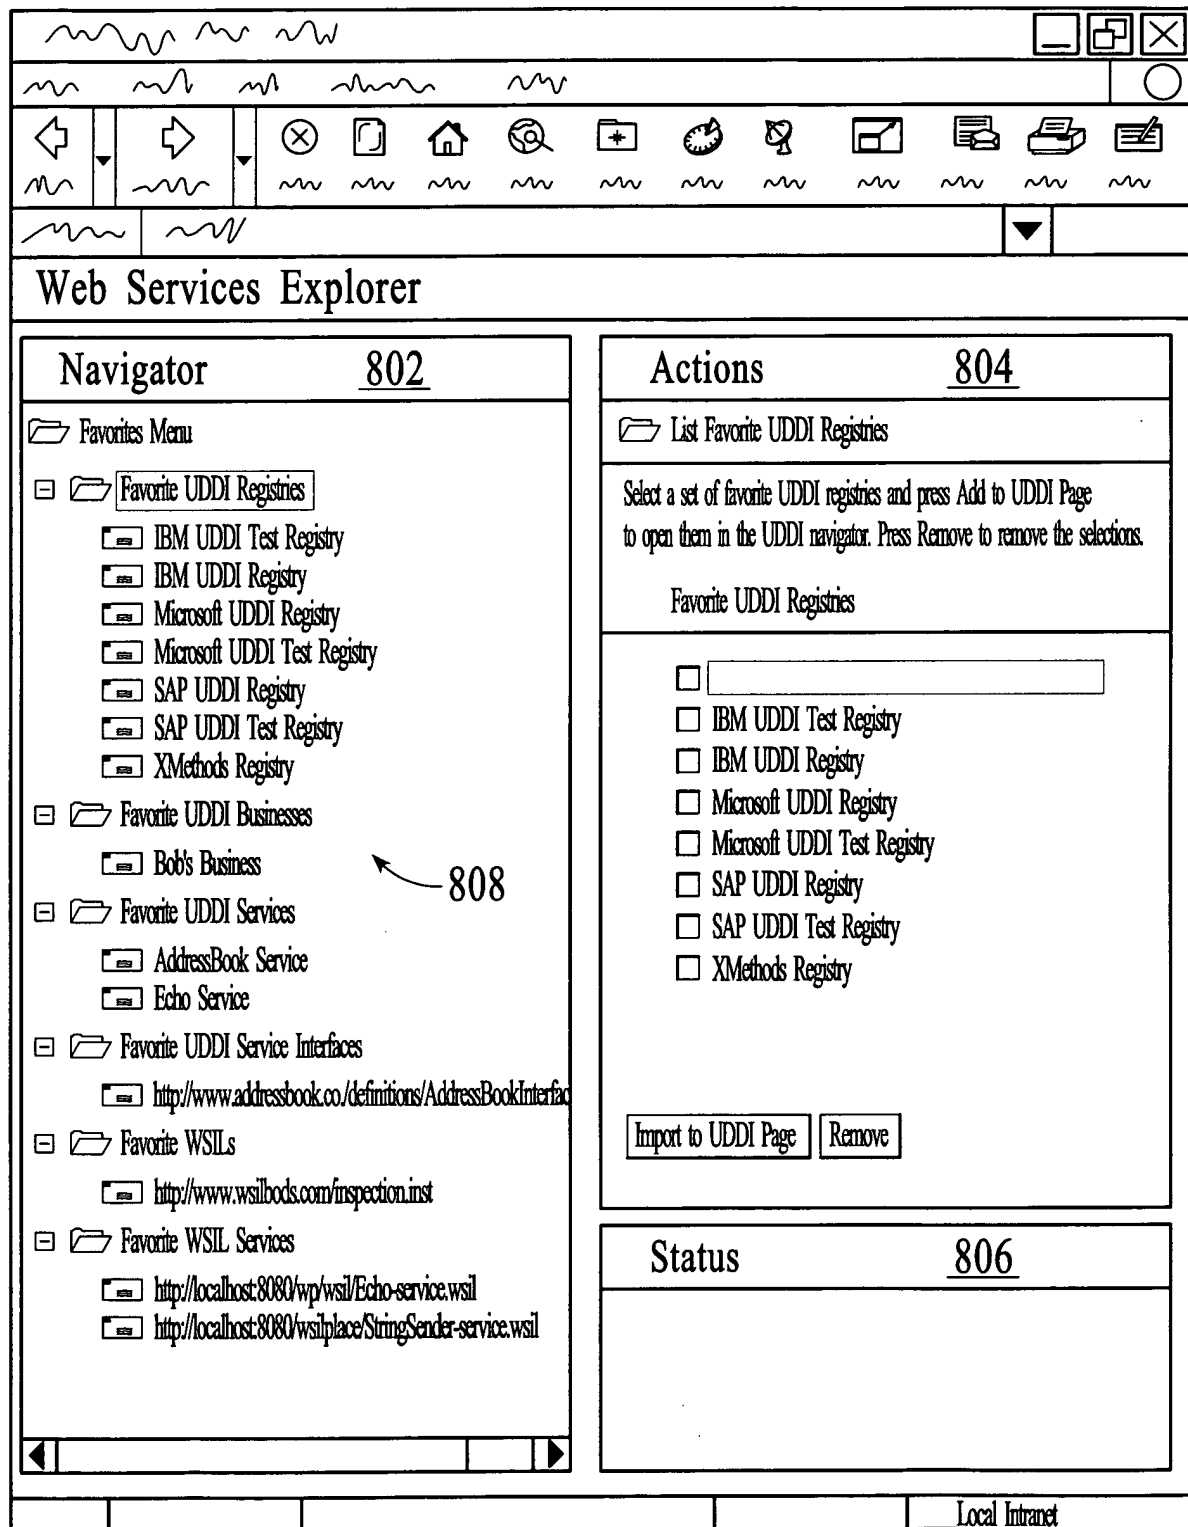 Web Services Explorer
Navigator 802
Favorites Menu
Favorite UDDI Registries
IBM UDDI Test Registry
IBM UDDI Registry
Microsoft UDDI Registry
Microsoft UDDI Test Registry
SAP UDDI Registry
SAP UDDI Test Registry
XMethods Registry
Favorite UDDI Businesses
Bob's Business
808
Favorite UDDI Services
AddressBook Service
Echo Service
Favorite UDDI Service Interfaces
http://www.addressbook.co./definitions/AddressBookInterfac
Favorite WSILs
http://www.wsilbods.com/inspection.inst
Favorite WSIL Services
http://localhost:8080/wp/wsil/Echo-service.wsil
http://localhost:8080/wsilplace/StringSender-service.wsil
Actions 804
List Favorite UDDI Registries
Select a set of favorite UDDI registries and press Add to UDDI Page
to open them in the UDDI navigator. Press Remove to remove the selections.
Favorite UDDI Registries
IBM UDDI Test Registry
IBM UDDI Registry
Microsoft UDDI Registry
Microsoft UDDI Test Registry
SAP UDDI Registry
SAP UDDI Test Registry
XMethods Registry
Import to UDDI Page Remove
Status 806
Local Intranet